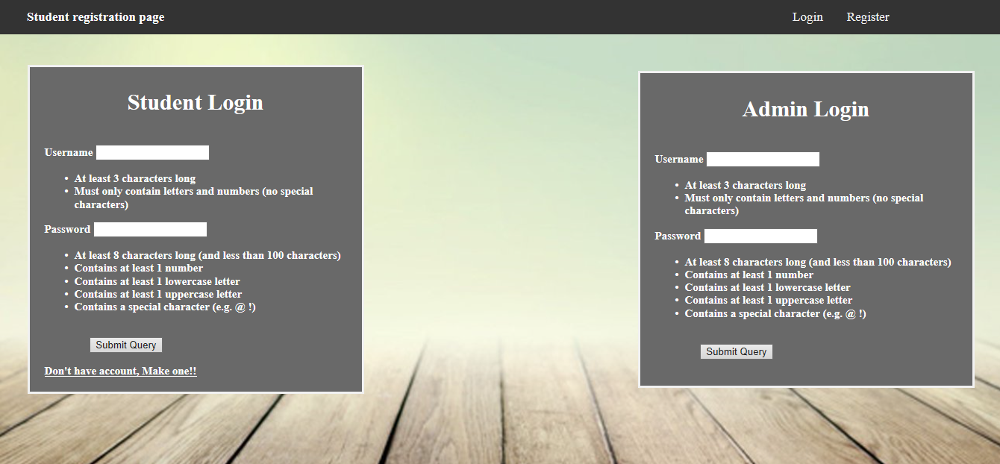 Student registration page
Login
Register
Student Login
Username
• At least 3 characters long
• Must only contain letters and numbers (no special
characters)
Password
• At least 8 characters long (and less than 100 characters)
• Contains at least 1 number
• Contains at least 1 lowercase letter
• Contains at least 1 uppercase letter
• Contains a special character (e.g. @ !)
Submit Query
Don't have account, Make one!!
Admin Login
Username
• At least 3 characters long
• Must only contain letters and numbers (no special
characters)
Password
• At least 8 characters long (and less than 100 characters)
• Contains at least 1 number
• Contains at least 1 lowercase letter
• Contains at least 1 uppercase letter
• Contains a special character (e.g. @ !)
Submit Query